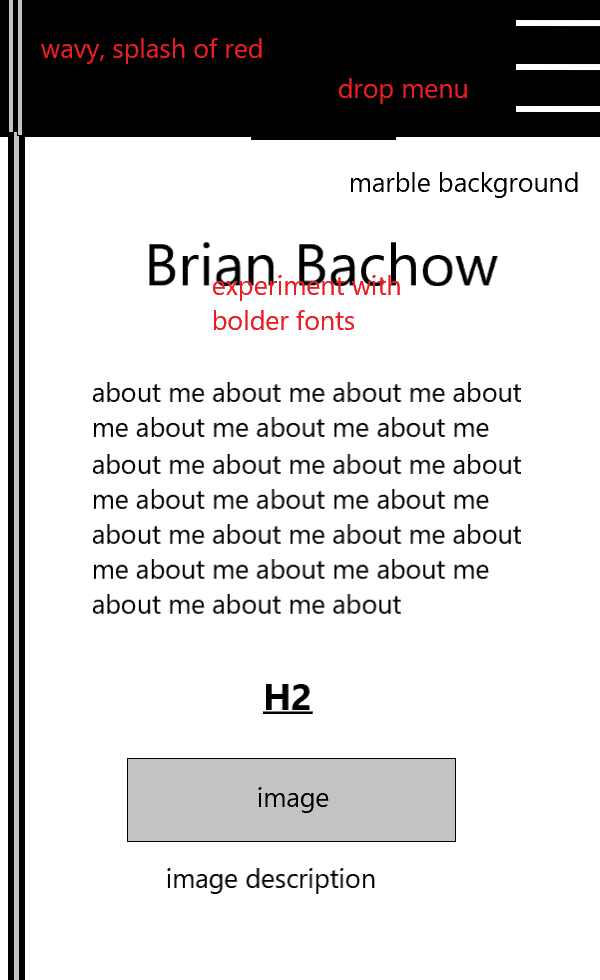 wavy, splash of red
drop menu
marble background
Brian Bachow
experiment with
bolder fonts
about me about me about me about
me about me about me about me
about me about me about me about
me about me about me about me
about me about me about me about
me about me about me about me
about me about me about
H2
image
image description